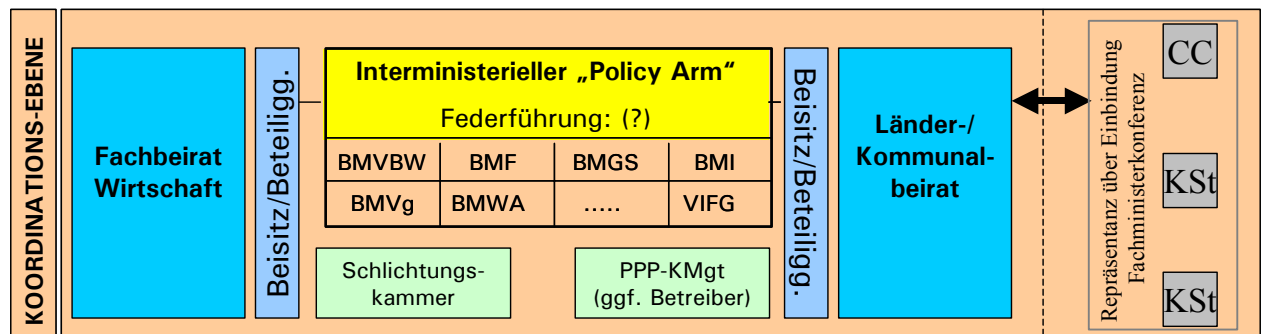 KOORDINATIONS-EBENE
Fachbeirat
Wirtschaft
Beisitz/Beteiligg.
Interministerieller „Policy Arm“
Federführung: (?)
BMVBW BMF BMGS BMI
BMVg BMWA ..... VIFG
Schlichtungs-
kammer
PPP-KMgt
(ggf. Betreiber)
Beisitz/Beteiligg.
Länder-/
Kommunal-
beirat
Repräsentanz über Einbindung
Fachministerkonferenz
CC
KSt
KSt